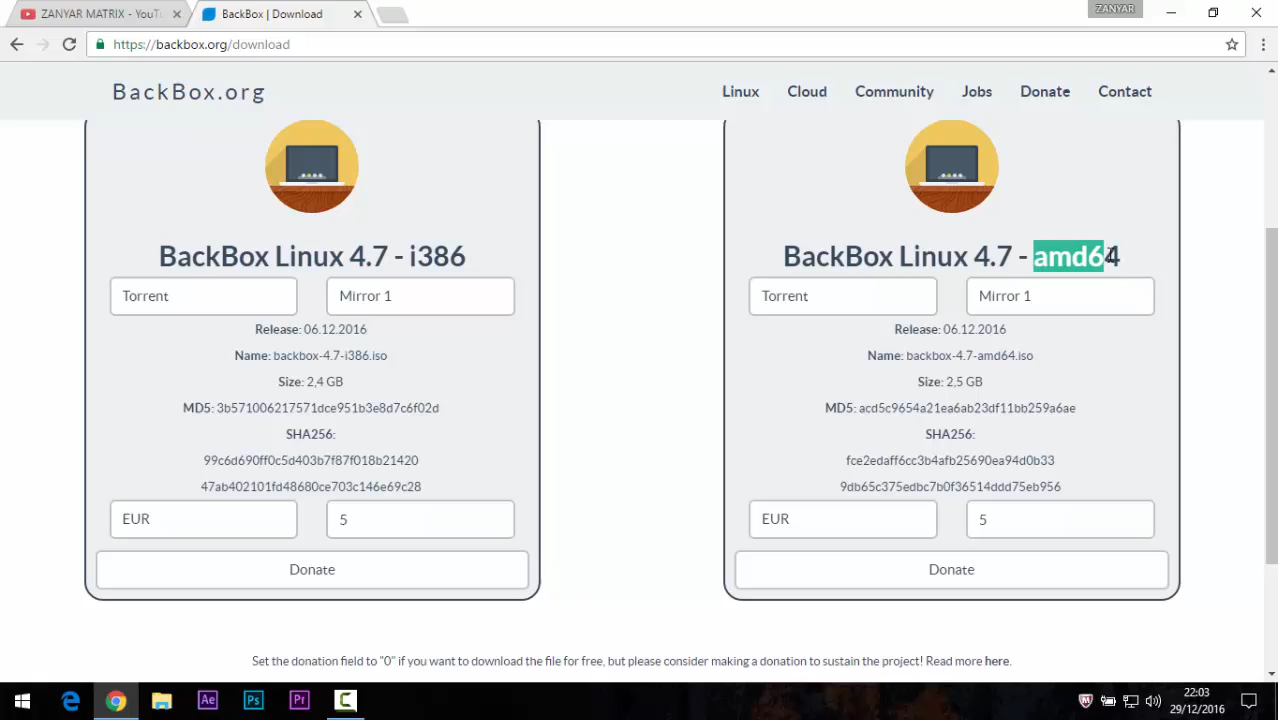 ZANYAR MATRIX - YouTu
BackBox | Download
ZANYAR
https://backbox.org/download
BackBox.org
Linux
Cloud
Community
Jobs
Donate
Contact
BackBox Linux 4.7 - i386
Torrent
Mirror 1
Release: 06.12.2016
Name: backbox-4.7-i386.iso
Size: 2,4 GB
MD5: 3b571006217571dce951b3e8d7c6f02d
SHA256:
99c6d690ff0c5d403b7f87f018b21420
47ab402101fd48680ce703c146e69c28
EUR
5
Donate
BackBox Linux 4.7 - amd64
Torrent
Mirror 1
Release: 06.12.2016
Name: backbox-4.7-amd64.iso
Size: 2,5 GB
MD5: acd5c9654a21ea6ab23df11bb259a6ae
SHA256:
fce2edaff6cc3b4afb25690ea94d0b33
9db65c375edbc7b0f36514ddd75eb956
EUR
5
Donate
Set the donation field to "0" if you want to download the file for free, but please consider making a donation to sustain the project! Read more here.
Ae
Ps
Pr
22:03
29/12/2016